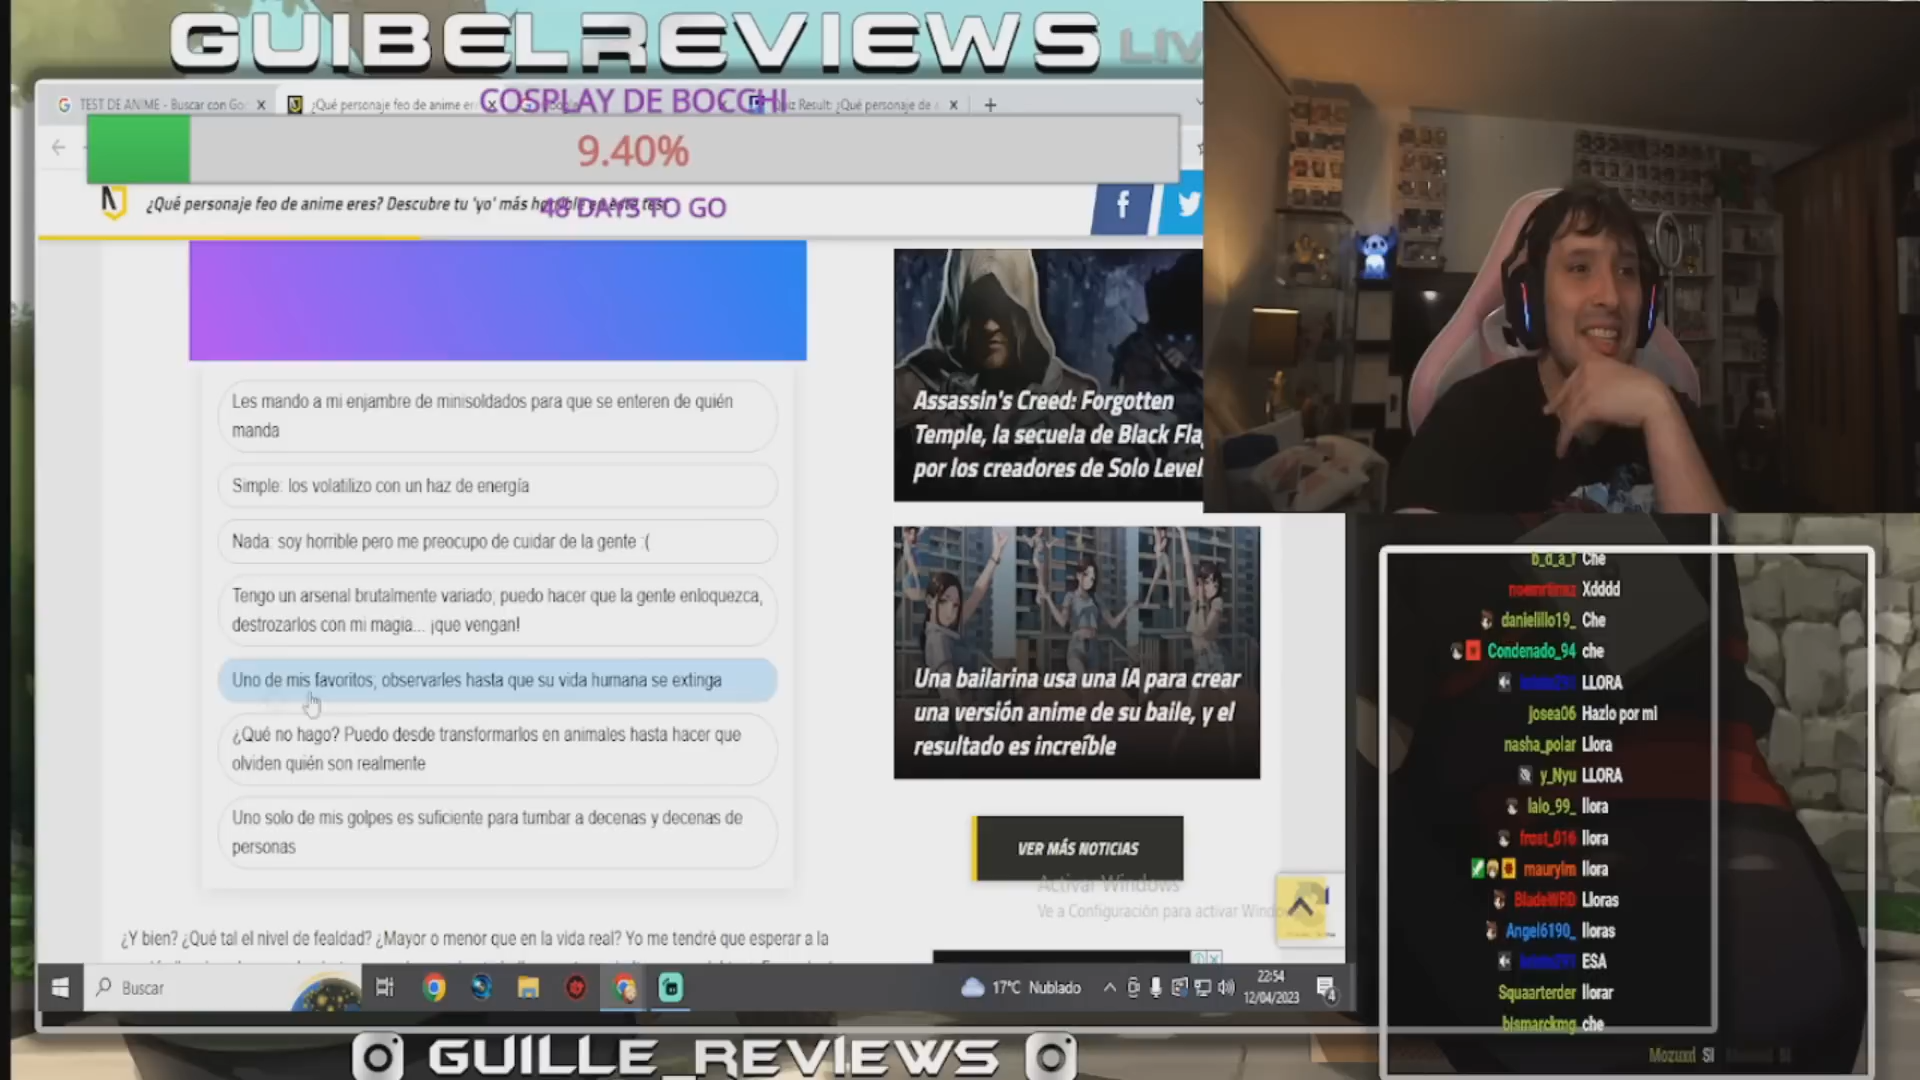 GUIBELREVIEWS LIV
TEST DE ANIME - Buscar con Go
¿Qué personaje feo de anime er
Quiz Result: ¿Qué personaje de
COSPLAY DE BOCCHI
9.40%
48 DAYS TO GO
¿Qué personaje feo de anime eres? Descubre tu 'yo' más horrible en este test
Les mando a mi enjambre de minisoldados para que se enteren de quién
manda
Simple: los volatilizo con un haz de energía
Nada: soy horrible pero me preocupo de cuidar de la gente :(
Tengo un arsenal brutalmente variado, puedo hacer que la gente enloquezca,
destrozarlos con mi magia... ¡que vengan!
Uno de mis favoritos, observarles hasta que su vida humana se extinga
¿Qué no hago? Puedo desde transformarlos en animales hasta hacer que
olviden quién son realmente
Uno solo de mis golpes es suficiente para tumbar a decenas y decenas de
personas
¿Y bien? ¿Qué tal el nivel de fealdad? ¿Mayor o menor que en la vida real? Yo me tendré que esperar a la
Assassin's Creed: Forgotten
Temple, la secuela de Black Fla
por los creadores de Solo Level
Una bailarina usa una IA para crear
una versión anime de su baile, y el
resultado es increíble
VER MÁS NOTICIAS
Activar Windows
Ve a Configuración para activar Windo
b_d_a_f Che
Xdddd
danielillo19_ Che
Condenado_94 che
LLORA
josea06 Hazlo por mi
nasha_polar Llora
y_Nyu LLORA
lalo_99_ llora
frost_016 llora
maurylm llora
BladeWRD Lloras
Angel6190_ lloras
ESA
Squaarterder llorar
bismarckmg che
Mozuxd SI
Buscar
17°C Nublado
22:54
12/04/2023
4
GUILLE_REVIEWS